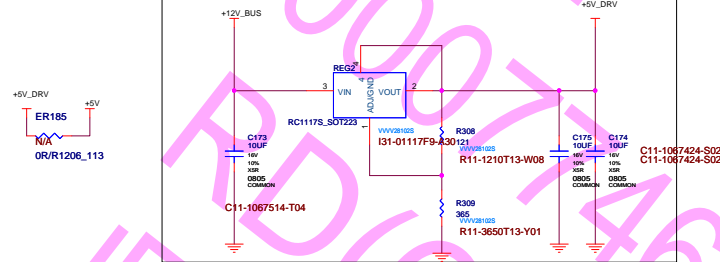 +12V_BUS
+5V_DRV
REG2
4
4
3
VIN
ADJ/GND
VOUT
2
+5V_DRV
+5V
ER185
N/A
0R/R1206_113
RC1117S_SOT223
1
VVVV28102S
I31-01117F9-A30
R308
121
VVVV28102S
R11-1210T13-W08
C173
10UF
16V
10%
X5R
0805
COMMON
C11-1067514-T04
C175
10UF
16V
10%
X5R
0805
COMMON
C174
10UF
16V
10%
X5R
0805
COMMON
C11-1067424-S02
C11-1067424-S02
R309
365
VVVV28102S
R11-3650T13-Y01